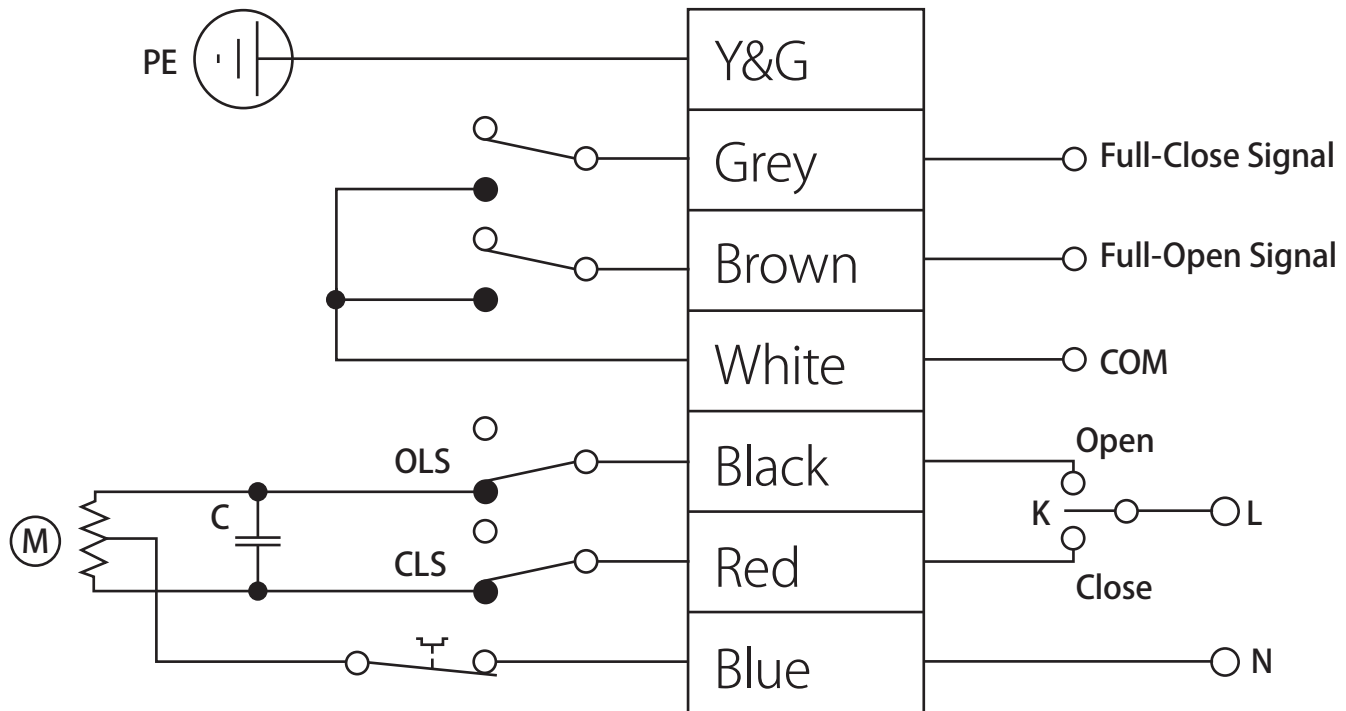 PE
Y&G
Grey
Full-Close Signal
Brown
Full-Open Signal
White
COM
OLS
Black
Open
M
C
K
L
CLS
Red
Close
Blue
N